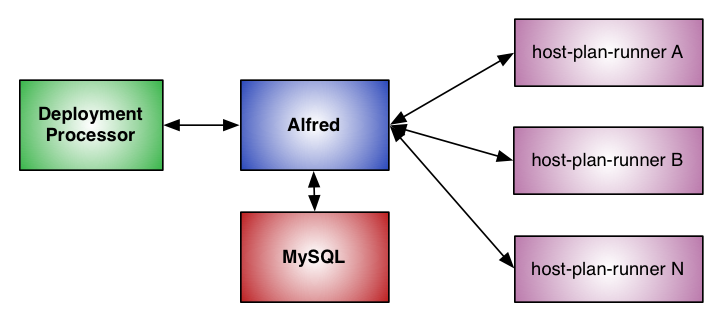 Deployment
Processor
Alfred
MySQL
host-plan-runner A
host-plan-runner B
host-plan-runner N